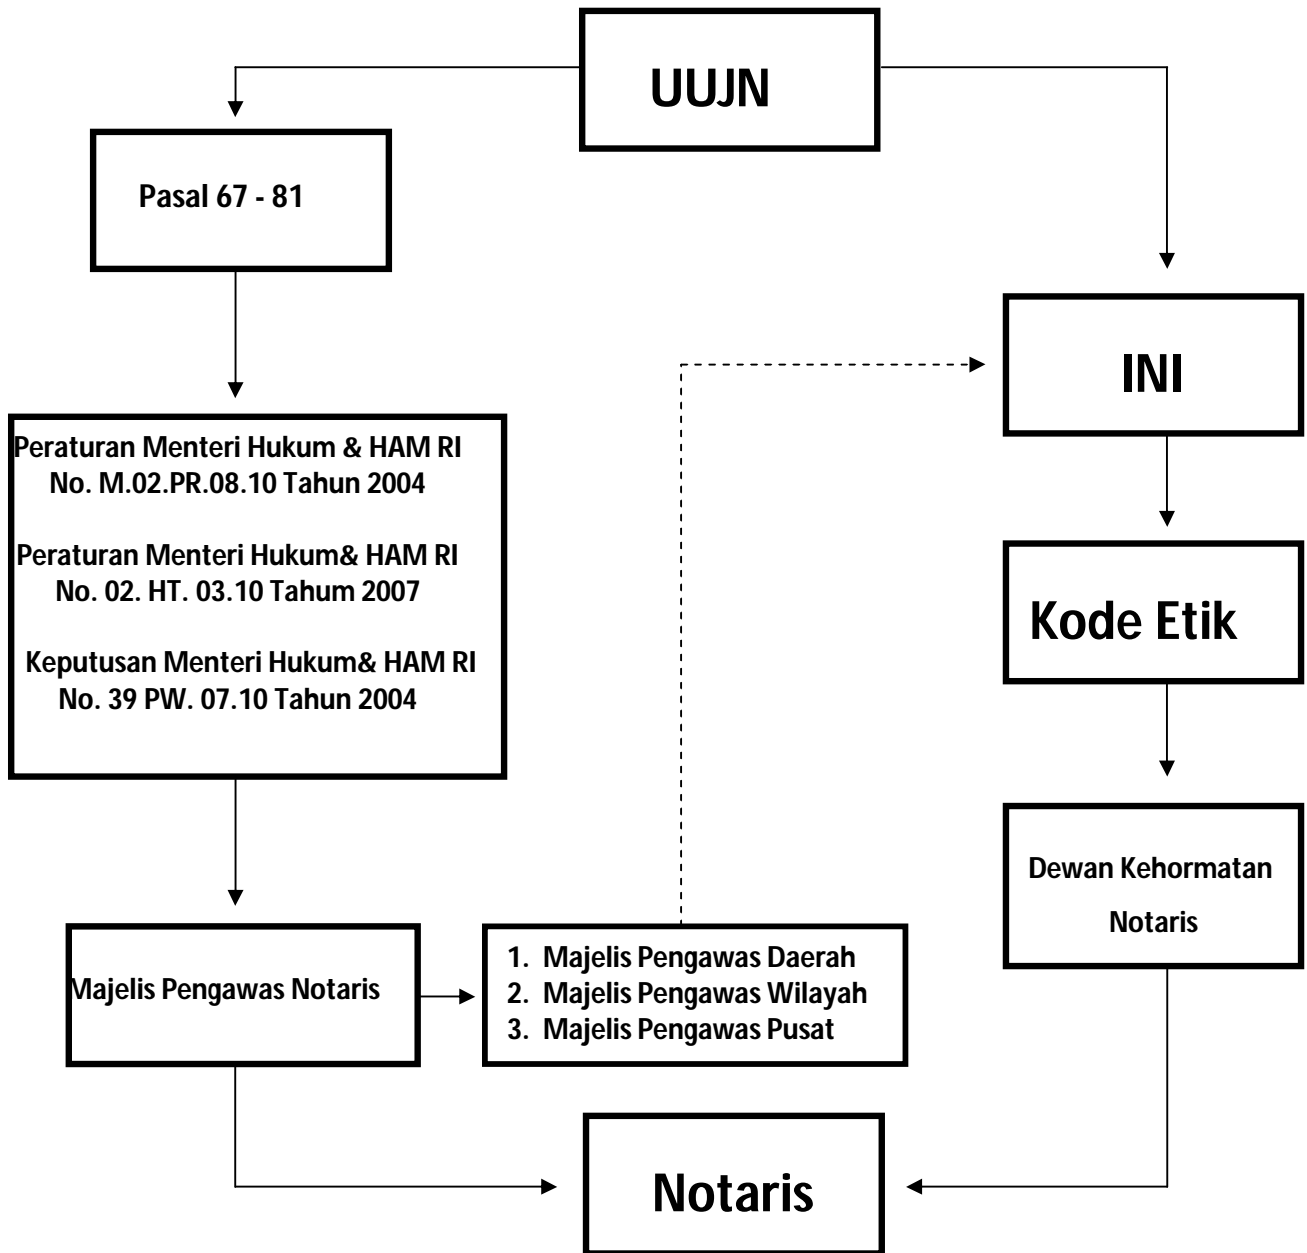 UUJN
Pasal 67 - 81
INI
Peraturan Menteri Hukum & HAM RI
No. M.02.PR.08.10 Tahun 2004
Peraturan Menteri Hukum& HAM RI
No. 02. HT. 03.10 Tahum 2007
Keputusan Menteri Hukum& HAM RI
No. 39 PW. 07.10 Tahun 2004
Kode Etik
Dewan Kehormatan
Notaris
Majelis Pengawas Notaris
1. Majelis Pengawas Daerah
2. Majelis Pengawas Wilayah
3. Majelis Pengawas Pusat
Notaris